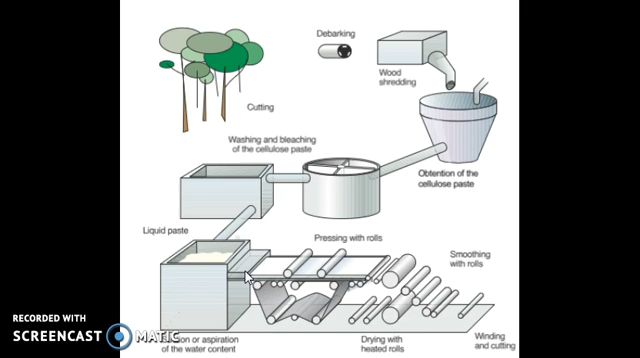 Debarking
Wood
shredding
Cutting
Washing and bleaching
of the cellulose paste
Obtention of the
cellulose paste
Liquid paste
Pressing with rolls
Smoothing
with rolls
or aspiration
of the water content
Drying with
heated rolls
Winding
and cutting
RECORDED WITH
SCREENCAST MATIC